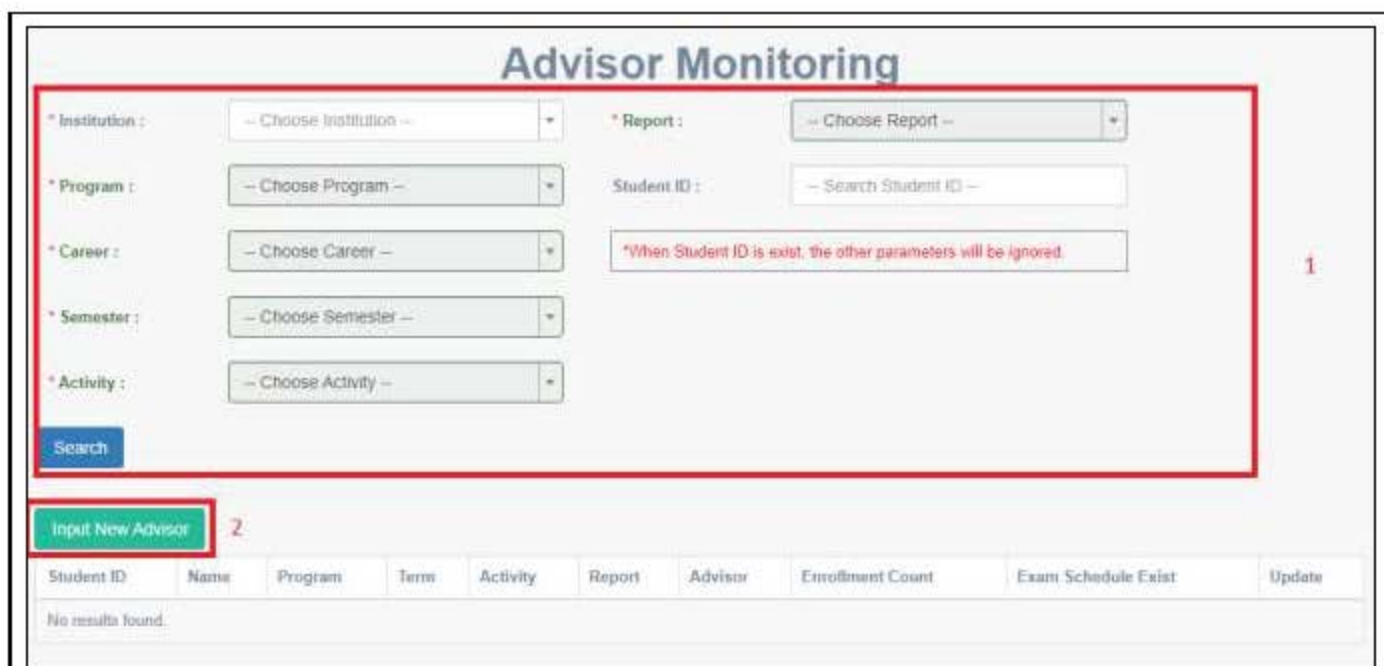 Advisor Monitoring
* Institution : -- Choose Institution -- * Report : -- Choose Report --
* Program : -- Choose Program -- Student ID : -- Search Student ID --
* Career : -- Choose Career -- *When Student ID is exist, the other parameters will be ignored.
1
* Semester : -- Choose Semester --
* Activity : -- Choose Activity --
Search
Input New Advisor 2
Student ID Name Program Term Activity Report Advisor Enrollment Count Exam Schedule Exist Update
No results found.